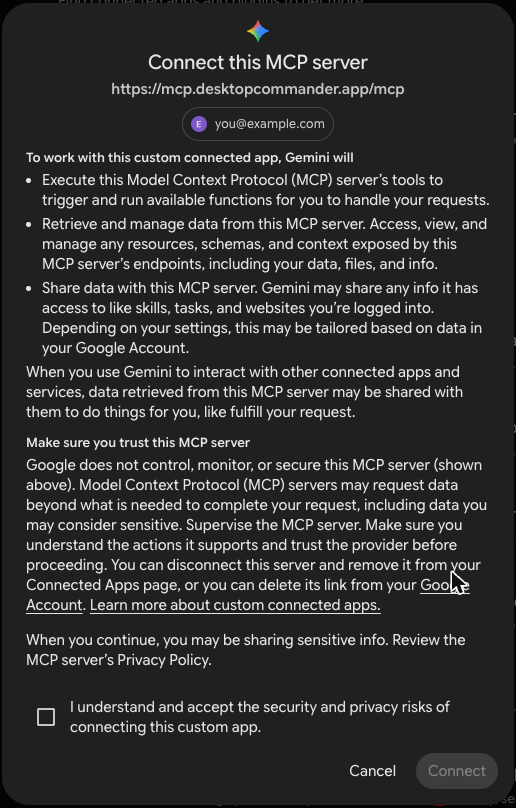 Connect this MCP server
https://mcp.desktopcommander.app/mcp
E you@example.com
To work with this custom connected app, Gemini will
• Execute this Model Context Protocol (MCP) server's tools to
trigger and run available functions for you to handle your requests.
• Retrieve and manage data from this MCP server. Access, view, and
manage any resources, schemas, and context exposed by this
MCP server's endpoints, including your data, files, and info.
• Share data with this MCP server. Gemini may share any info it has
access to like skills, tasks, and websites you're logged into.
Depending on your settings, this may be tailored based on data in
your Google Account.
When you use Gemini to interact with other connected apps and
services, data retrieved from this MCP server may be shared with
them to do things for you, like fulfill your request.
Make sure you trust this MCP server
Google does not control, monitor, or secure this MCP server (shown
above). Model Context Protocol (MCP) servers may request data
beyond what is needed to complete your request, including data you
may consider sensitive. Supervise the MCP server. Make sure you
understand the actions it supports and trust the provider before
proceeding. You can disconnect this server and remove it from your
Connected Apps page, or you can delete its link from your Google
Account. Learn more about custom connected apps.
When you continue, you may be sharing sensitive info. Review the
MCP server's Privacy Policy.
I understand and accept the security and privacy risks of
connecting this custom app.
Cancel Connect